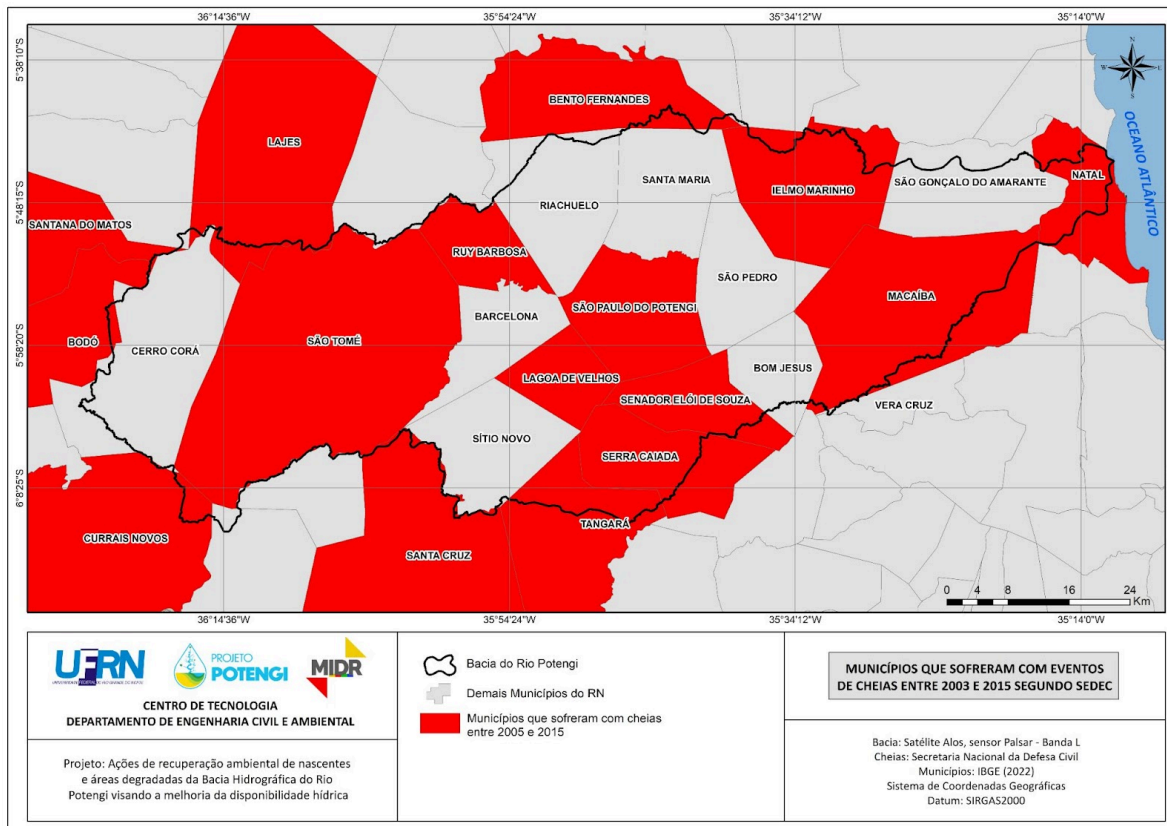 36°14'36"W
35°54'24"W
35°34'12"W
35°14'0"W
5°38'10"S
5°48'15"S
5°58'20"S
6°8'25"S
N
W
E
S
BENTO FERNANDES
LAJES
OCEANO ATLÂNTICO
SANTA MARIA
IELMO MARINHO
SÃO GONÇALO DO AMARANTE
NATAL
RIACHUELO
SANTANA DO MATOS
RUY BARBOSA
SÃO PEDRO
MACAÍBA
SÃO PAULO DO POTENGI
BARCELONA
BODÓ
CERRO CORÁ
SÃO TOMÉ
BOM JESUS
LAGOA DE VELHOS
SENADOR ELÓI DE SOUZA
VERA CRUZ
SÍTIO NOVO
SERRA CAIADA
TANGARÁ
CURRAIS NOVOS
SANTA CRUZ
0 4 8 16 24
Km
36°14'36"W
35°54'24"W
35°34'12"W
35°14'0"W
UFRN
PROJETO
POTENGI
MIDR
CENTRO DE TECNOLOGIA
DEPARTAMENTO DE ENGENHARIA CIVIL E AMBIENTAL
Projeto: Ações de recuperação ambiental de nascentes
e áreas degradadas da Bacia Hidrográfica do Rio
Potengi visando a melhoria da disponibilidade hídrica
Bacia do Rio Potengi
Demais Municípios do RN
Municípios que sofreram com cheias
entre 2005 e 2015
MUNICÍPIOS QUE SOFRERAM COM EVENTOS
DE CHEIAS ENTRE 2003 E 2015 SEGUNDO SEDEC
Bacia: Satélite Alos, sensor Palsar - Banda L
Cheias: Secretaria Nacional da Defesa Civil
Municípios: IBGE (2022)
Sistema de Coordenadas Geográficas
Datum: SIRGAS2000